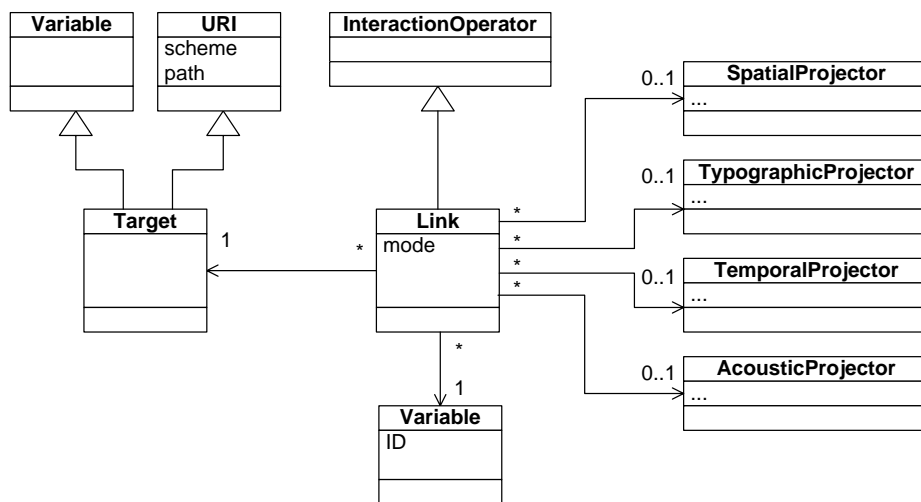 Variable
URI
scheme
path
InteractionOperator
SpatialProjector
...
0..1
TypographicProjector
...
0..1
Target
1
*
Link
mode
*
*
*
*
TemporalProjector
...
0..1
AcousticProjector
...
0..1
*
1
Variable
ID